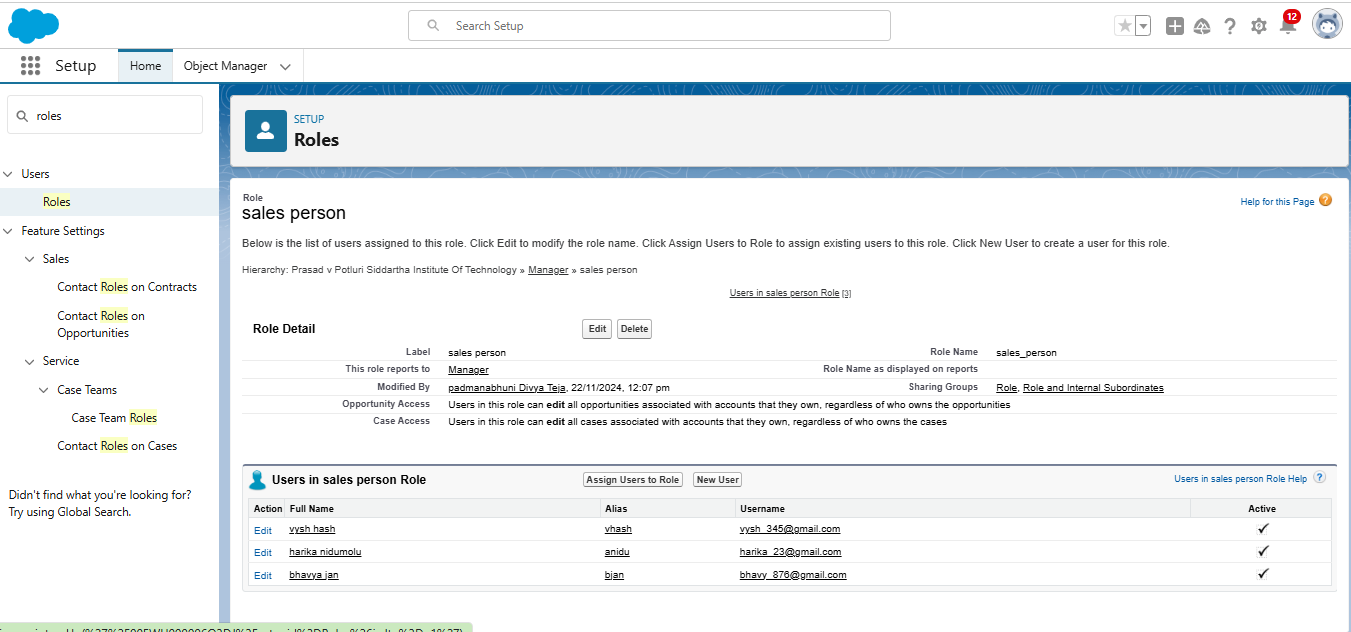 Search Setup
12
Setup
Home
Object Manager
roles
Users
Roles
Feature Settings
Sales
Contact Roles on Contracts
Contact Roles on
Opportunities
Service
Case Teams
Case Team Roles
Contact Roles on Cases
Didn't find what you're looking for?
Try using Global Search.
SETUP
Roles
Role
sales person
Help for this Page
Below is the list of users assigned to this role. Click Edit to modify the role name. Click Assign Users to Role to assign existing users to this role. Click New User to create a user for this role.
Hierarchy: Prasad v Potluri Siddartha Institute Of Technology » Manager » sales person
Users in sales person Role [3]
Role Detail Edit Delete
Label sales person Role Name sales_person
This role reports to Manager Role Name as displayed on reports
Modified By padmanabhuni Divya Teja, 22/11/2024, 12:07 pm Sharing Groups Role, Role and Internal Subordinates
Opportunity Access Users in this role can edit all opportunities associated with accounts that they own, regardless of who owns the opportunities
Case Access Users in this role can edit all cases associated with accounts that they own, regardless of who owns the cases
Users in sales person Role Assign Users to Role New User Users in sales person Role Help ?
Action Full Name Alias Username Active
Edit vysh hash vhash vysh_345@gmail.com
Edit harika nidumolu anidu harika_23@gmail.com
Edit bhavya jan bjan bhavy_876@gmail.com